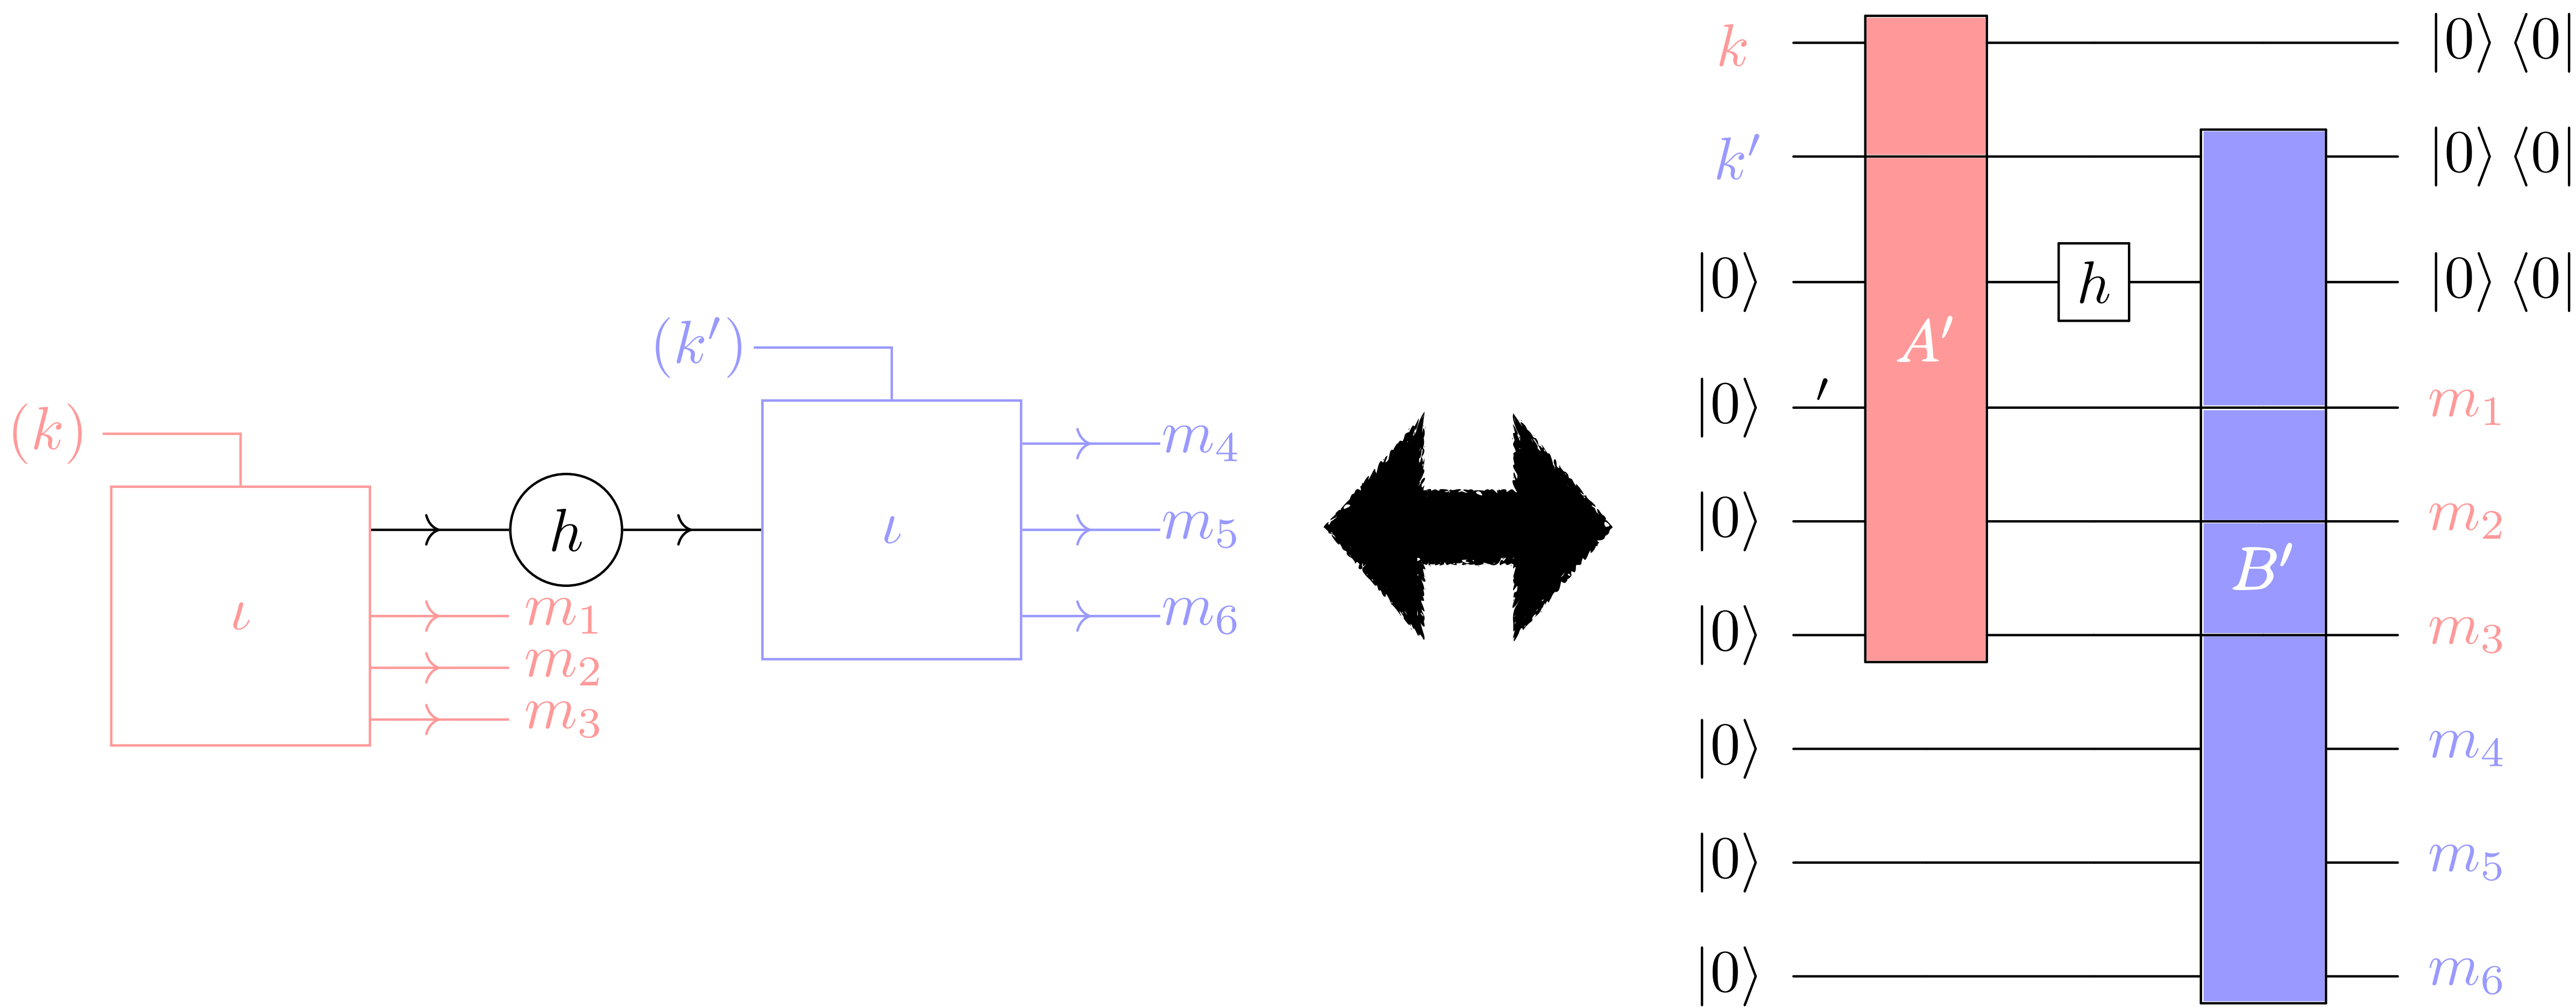 (k)
ι
h
m₁
m₂
m₃
(k′)
ι
m₄
m₅
m₆
k |0⟩ ⟨0|
k′ |0⟩ ⟨0|
|0⟩ h |0⟩ ⟨0|
A′
|0⟩ ′ m₁
|0⟩ m₂
B′
|0⟩ m₃
|0⟩ m₄
|0⟩ m₅
|0⟩ m₆